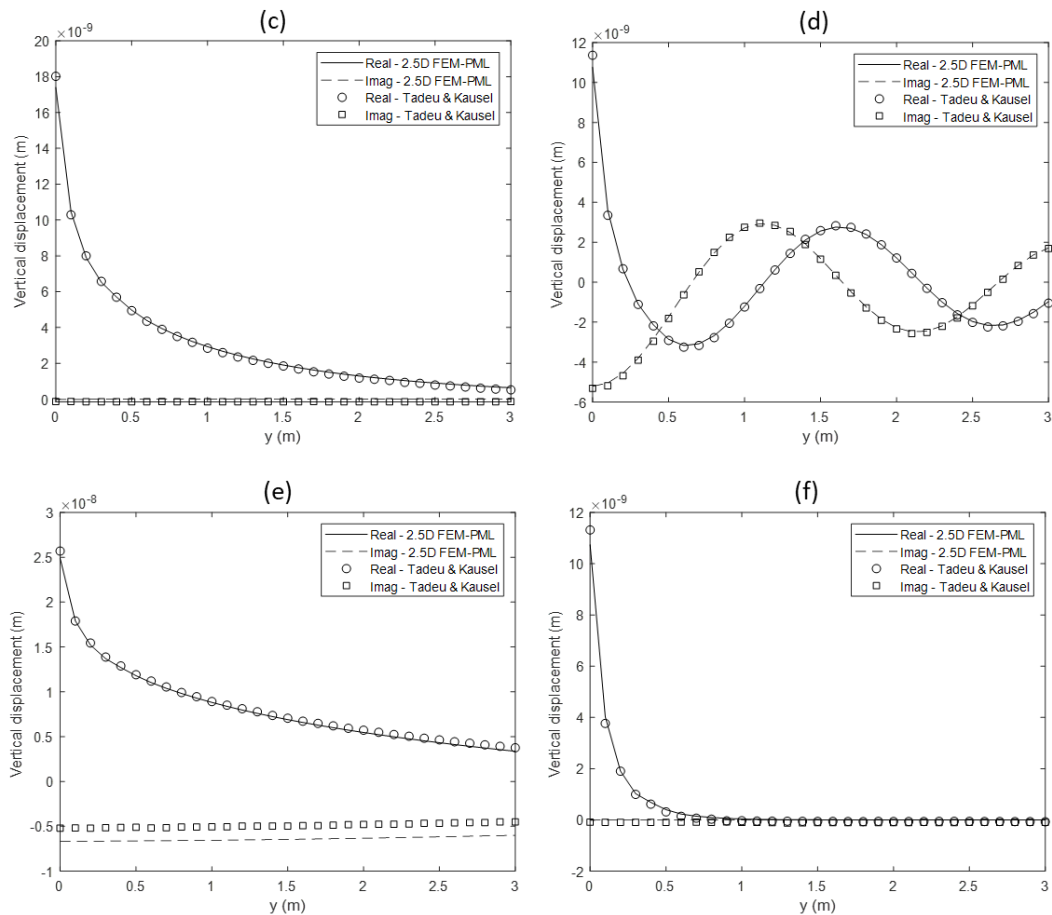 (c)
×10⁻⁹
20
18
16
14
12
10
8
6
4
2
0
0 0.5 1 1.5 2 2.5 3
Vertical displacement (m)
y (m)
Real - 2.5D FEM-PML
Imag - 2.5D FEM-PML
Real - Tadeu & Kausel
Imag - Tadeu & Kausel
(d)
×10⁻⁹
12
10
8
6
4
2
0
-2
-4
-6
0 0.5 1 1.5 2 2.5 3
Vertical displacement (m)
y (m)
Real - 2.5D FEM-PML
Imag - 2.5D FEM-PML
Real - Tadeu & Kausel
Imag - Tadeu & Kausel
(e)
×10⁻⁸
3
2.5
2
1.5
1
0.5
0
-0.5
-1
0 0.5 1 1.5 2 2.5 3
Vertical displacement (m)
y (m)
Real - 2.5D FEM-PML
Imag - 2.5D FEM-PML
Real - Tadeu & Kausel
Imag - Tadeu & Kausel
(f)
×10⁻⁹
12
10
8
6
4
2
0
-2
0 0.5 1 1.5 2 2.5 3
Vertical displacement (m)
y (m)
Real - 2.5D FEM-PML
Imag - 2.5D FEM-PML
Real - Tadeu & Kausel
Imag - Tadeu & Kausel